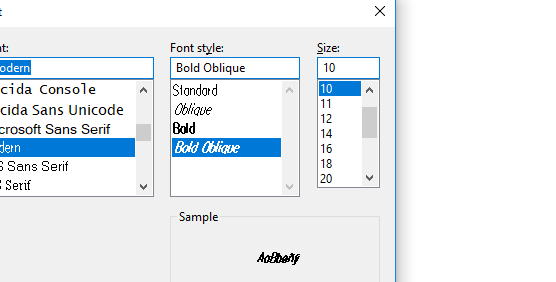 t
nt: Font style: Size:
odern Bold Oblique 10
cida Console
cida Sans Unicode
crosoft Sans Serif
dern
S Sans Serif
S Serif
Standard
Oblique
Bold
Bold Oblique
10
11
12
14
16
18
20
Sample
AaBbYy